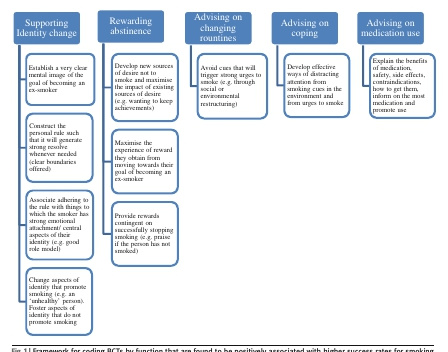 Supporting
Identity change
Establish a very clear
mental image of the
goal of becoming an
ex-smoker
Construct the
personal rule such
that it will generate
strong resolve
whenever needed
(clear boundaries
offered)
Associate adhering to
the rule with things to
which the smoker has
strong emotional
attachment/ central
aspects of their
identity (e.g. good
role model)
Change aspects of
identity that promote
smoking (e.g. an
'unhealthy' person).
Foster aspects of
identity that do not
promote smoking
Rewarding
abstinence
Develop new sources
of desire not to
smoke and maximise
the impact of existing
sources of desire
(e.g. wanting to keep
achievements)
Maximise the
experience of reward
they obtain from
moving towards their
goal of becoming an
ex-smoker
Provide rewards
contingent on
successfully stopping
smoking (e.g. praise
if the person has not
smoked)
Advising on
changing
rountines
Avoid cues that will
trigger strong urges to
smoke (e.g. through
social or
environmental
restructuring)
Advising on
coping
Develop effective
ways of distracting
attention from
smoking cues in the
environment and
from urges to smoke
Advising on
medication use
Explain the benefits
of medication,
safety, side effects,
contraindications,
how to get them,
inform on the most
medication and
promote use
Fig. 1 | Framework for coding BCTs by function that are found to be positively associated with higher success rates for smoking